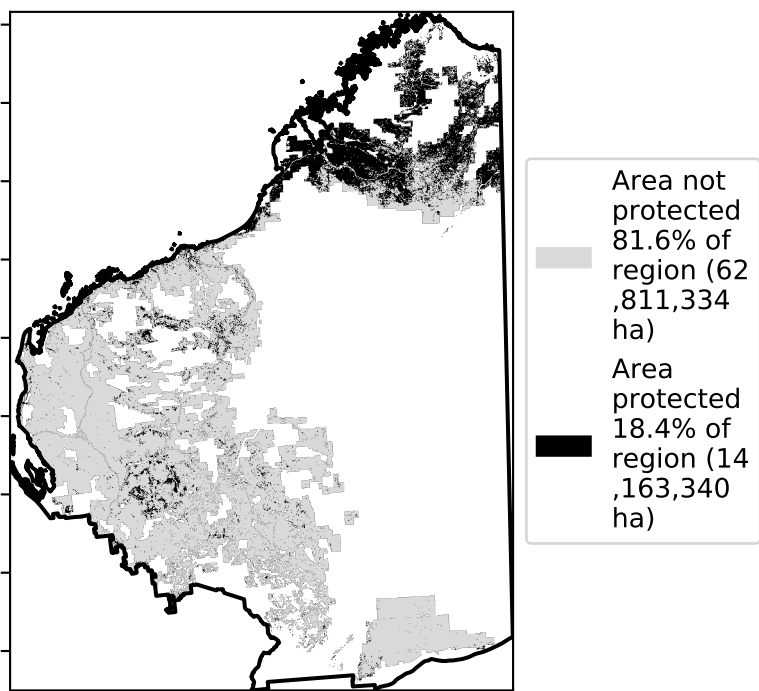 Area not
protected
81.6% of
region (62
,811,334
ha)
Area
protected
18.4% of
region (14
,163,340
ha)